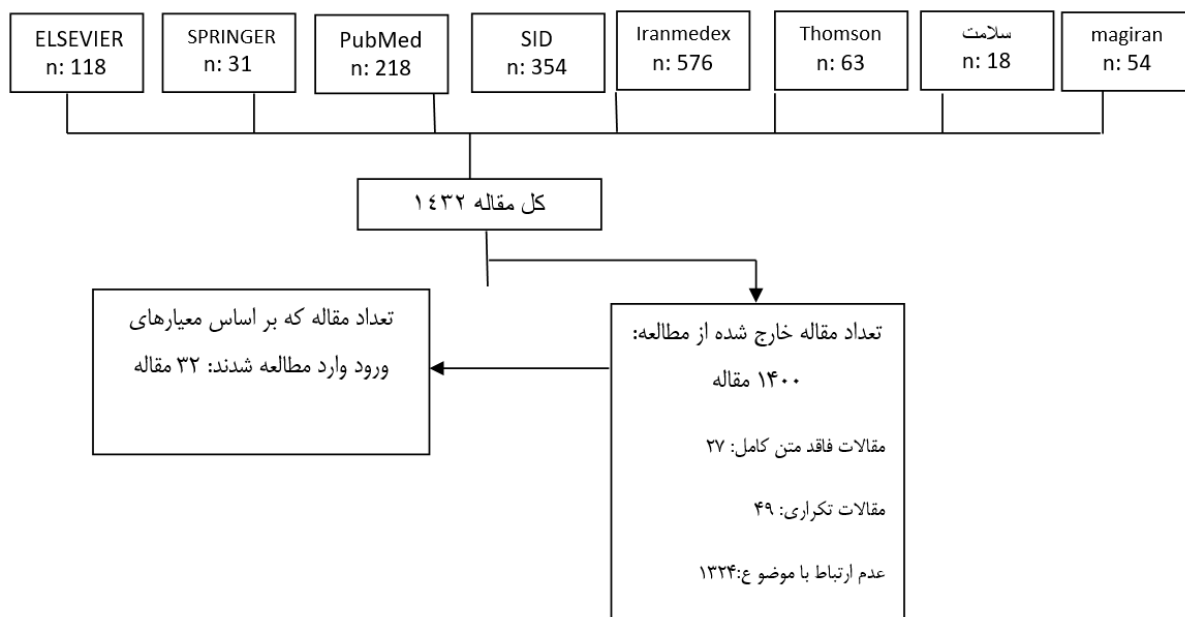 ELSEVIER
n: 118
SPRINGER
n: 31
PubMed
n: 218
SID
n: 354
Iranmedex
n: 576
Thomson
n: 63
سلامت
n: 18
magiran
n: 54
کل مقاله ١٤٣٢
تعداد مقاله خارج شده از مطالعه:
۱۴۰۰ مقاله
مقالات فاقد متن کامل: ۲۷
مقالات تکراری: ۴۹
عدم ارتباط با موضو ع:۱۳۲۴
تعداد مقاله که بر اساس معیارهای
ورود وارد مطالعه شدند: ۳۲ مقاله